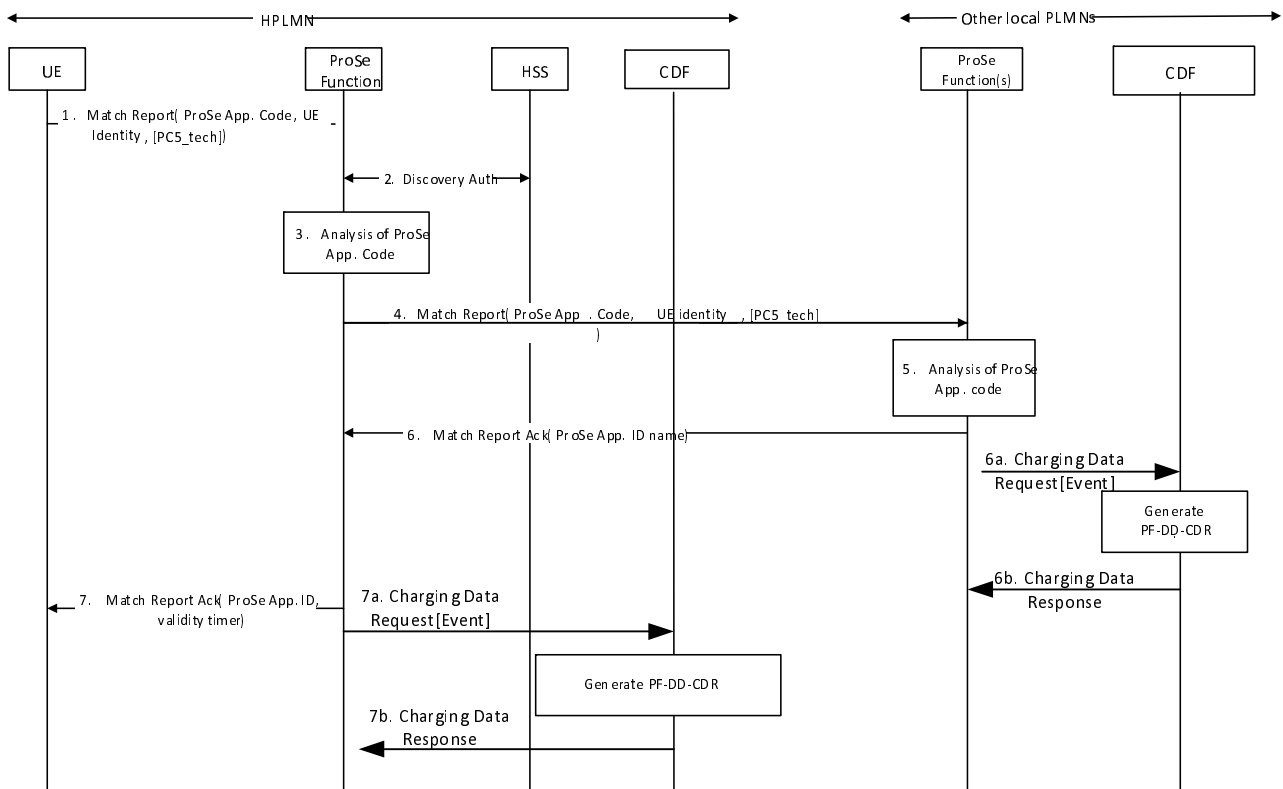 HPLMN
Other local PLMNs
UE
ProSe
Function
HSS
CDF
ProSe
Function(s)
CDF
1. Match Report( ProSe App. Code, UE
Identity , [PC5_tech])
2. Discovery Auth
3. Analysis of ProSe
App. Code
4. Match Report( ProSe App . Code, UE identity , [PC5_tech]
)
5. Analysis of ProSe
App. code
6. Match Report Ack( ProSe App. ID name)
6a. Charging Data
Request[Event]
Generate
PF-DD-CDR
6b. Charging Data
Response
7. Match Report Ack( ProSe App. ID,
validity timer)
7a. Charging Data
Request[Event]
Generate PF-DD-CDR
7b. Charging Data
Response